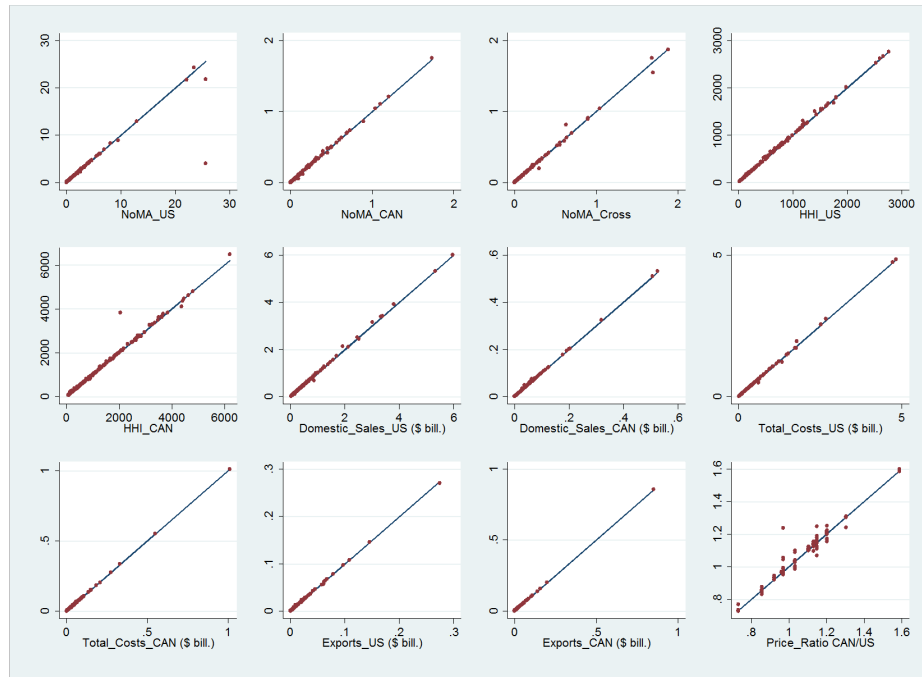 30
20
10
0
0 10 20 30
NoMA_US
2
1
0
0 1 2
NoMA_CAN
2
1
0
0 1 2
NoMA_Cross
3000
2000
1000
0
0 1000 2000 3000
HHI_US
6000
4000
2000
0
0 2000 4000 6000
HHI_CAN
6
4
2
0
0 2 4 6
Domestic_Sales_US ($ bill.)
.6
.4
.2
0
0 .2 .4 .6
Domestic_Sales_CAN ($ bill.)
5
0
0 5
Total_Costs_US ($ bill.)
1
.5
0
0 .5 1
Total_Costs_CAN ($ bill.)
.3
.2
.1
0
0 .1 .2 .3
Exports_US ($ bill.)
1
.5
0
0 .5 1
Exports_CAN ($ bill.)
1.6
1.4
1.2
1
.8
.8 1 1.2 1.4 1.6
Price_Ratio CAN/US